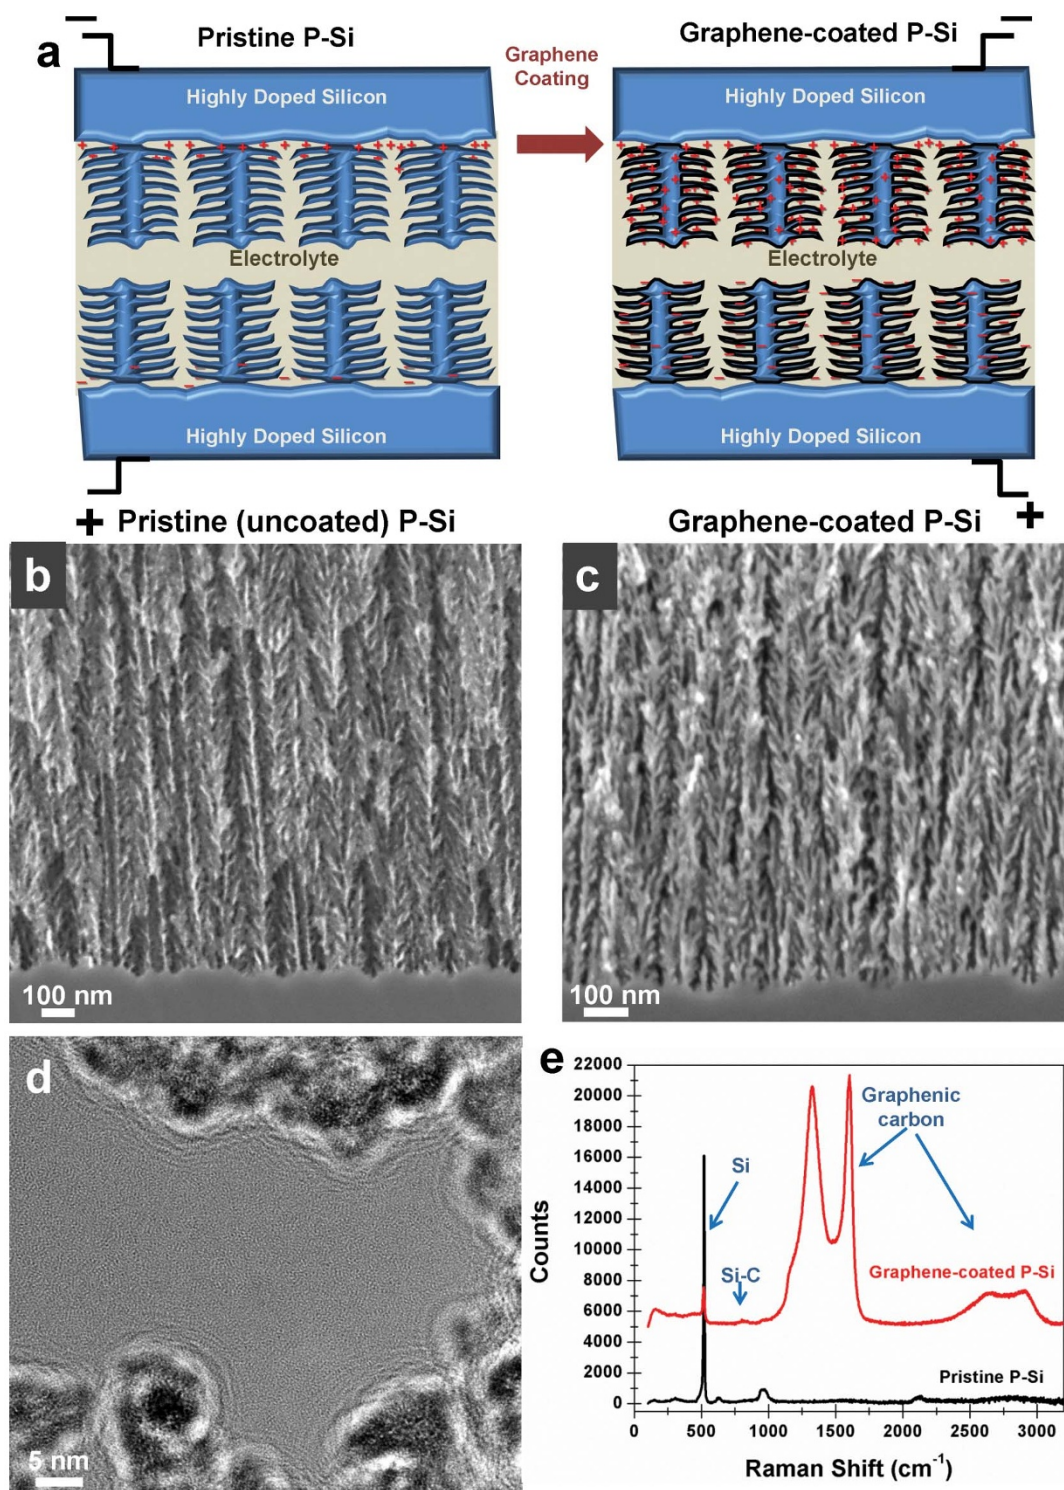 a
Pristine P-Si
Graphene Coating
Graphene-coated P-Si
Highly Doped Silicon
Highly Doped Silicon
Electrolyte
Electrolyte
Highly Doped Silicon
Highly Doped Silicon
+ Pristine (uncoated) P-Si
Graphene-coated P-Si +
b
100 nm
c
100 nm
d
5 nm
e
22000
20000
18000
16000
14000
12000
10000
8000
6000
4000
2000
0
Counts
Si
Si-C
Graphenic
carbon
Graphene-coated P-Si
Pristine P-Si
0 500 1000 1500 2000 2500 3000
Raman Shift (cm⁻¹)